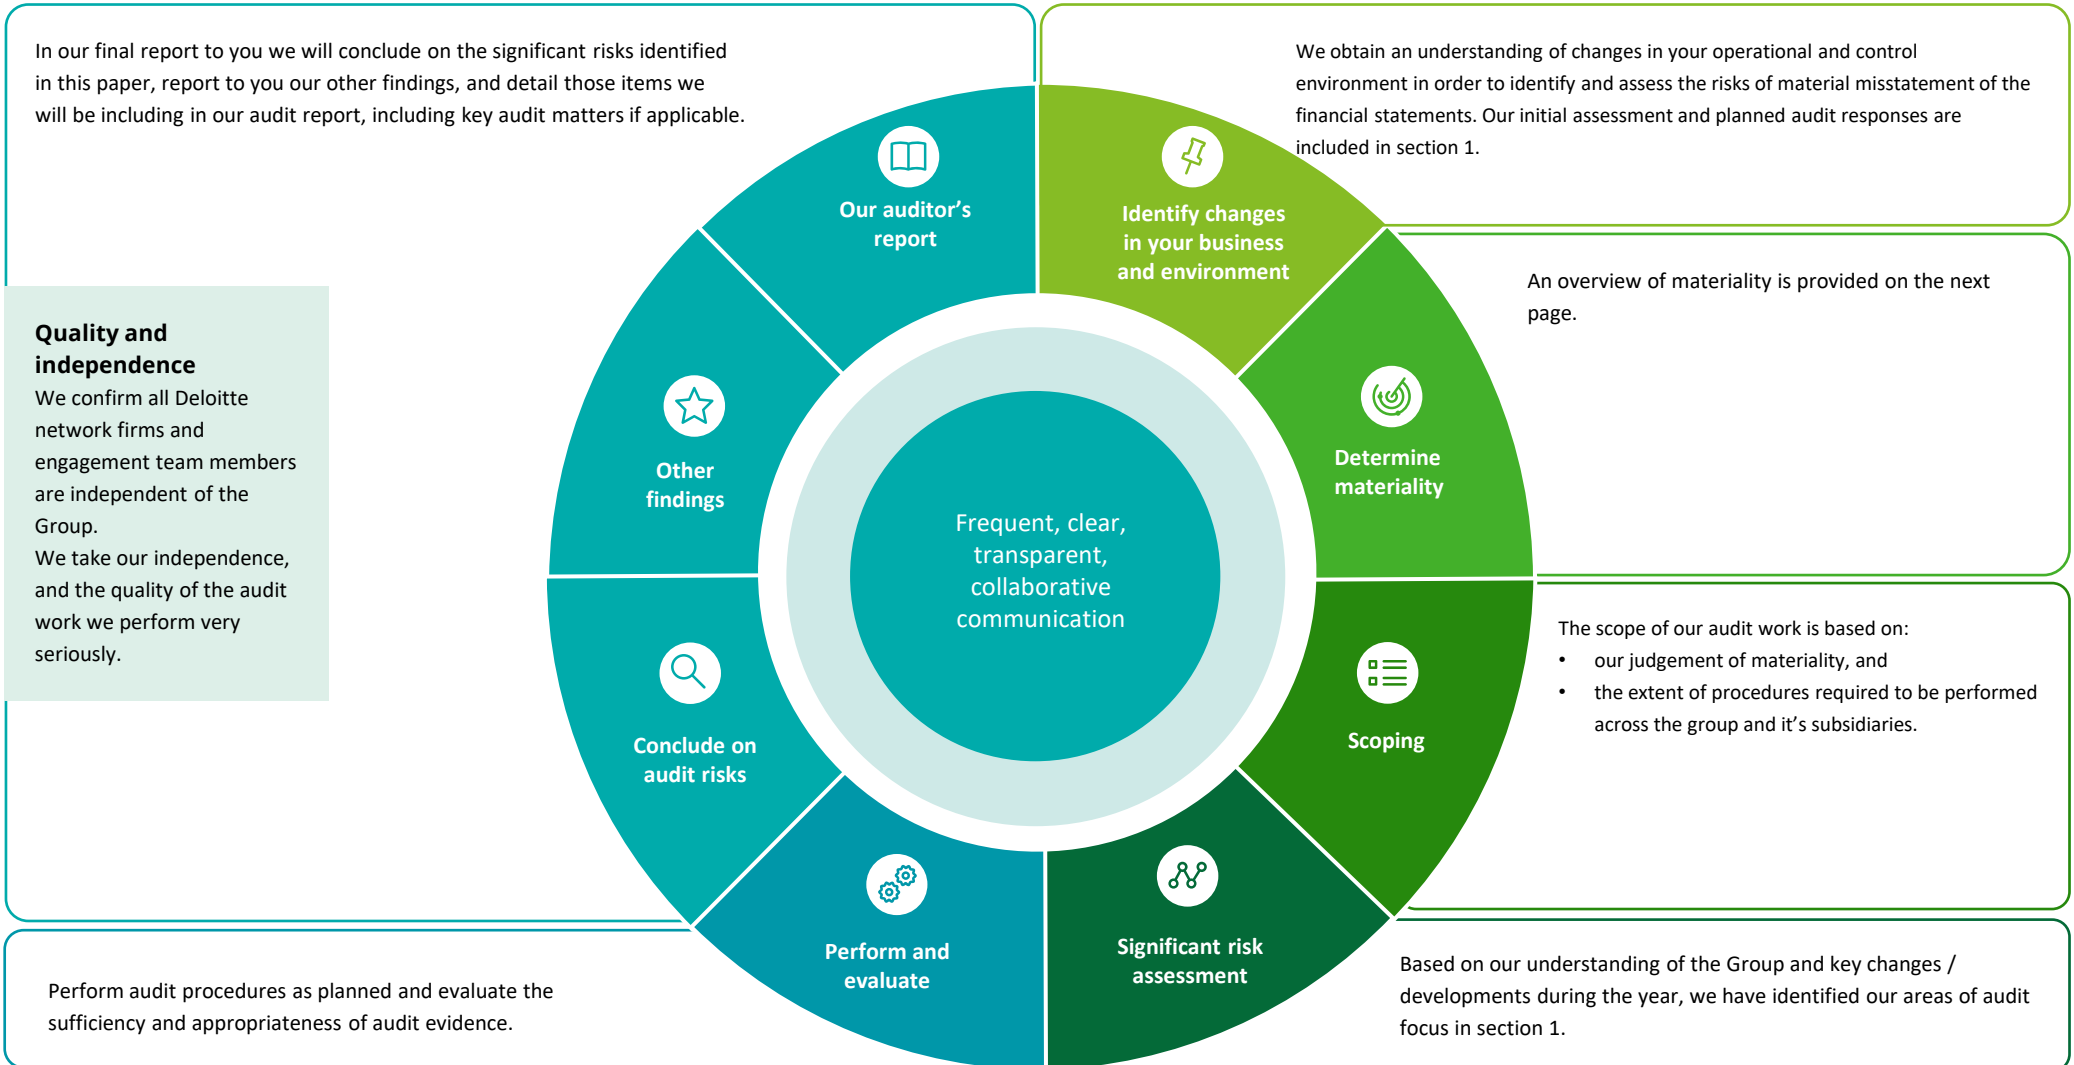 In our final report to you we will conclude on the significant risks identified
in this paper, report to you our other findings, and detail those items we
will be including in our audit report, including key audit matters if applicable.
We obtain an understanding of changes in your operational and control
environment in order to identify and assess the risks of material misstatement of the
financial statements. Our initial assessment and planned audit responses are
included in section 1.
Our auditor’s
report
Identify changes
in your business
and environment
An overview of materiality is provided on the next
page.
Quality and
independence
We confirm all Deloitte
network firms and
engagement team members
are independent of the
Group.
We take our independence,
and the quality of the audit
work we perform very
seriously.
Other
findings
Determine
materiality
Frequent, clear,
transparent,
collaborative
communication
The scope of our audit work is based on:
• our judgement of materiality, and
• the extent of procedures required to be performed
across the group and it’s subsidiaries.
Conclude on
audit risks
Scoping
Perform and
evaluate
Significant risk
assessment
Perform audit procedures as planned and evaluate the
sufficiency and appropriateness of audit evidence.
Based on our understanding of the Group and key changes /
developments during the year, we have identified our areas of audit
focus in section 1.